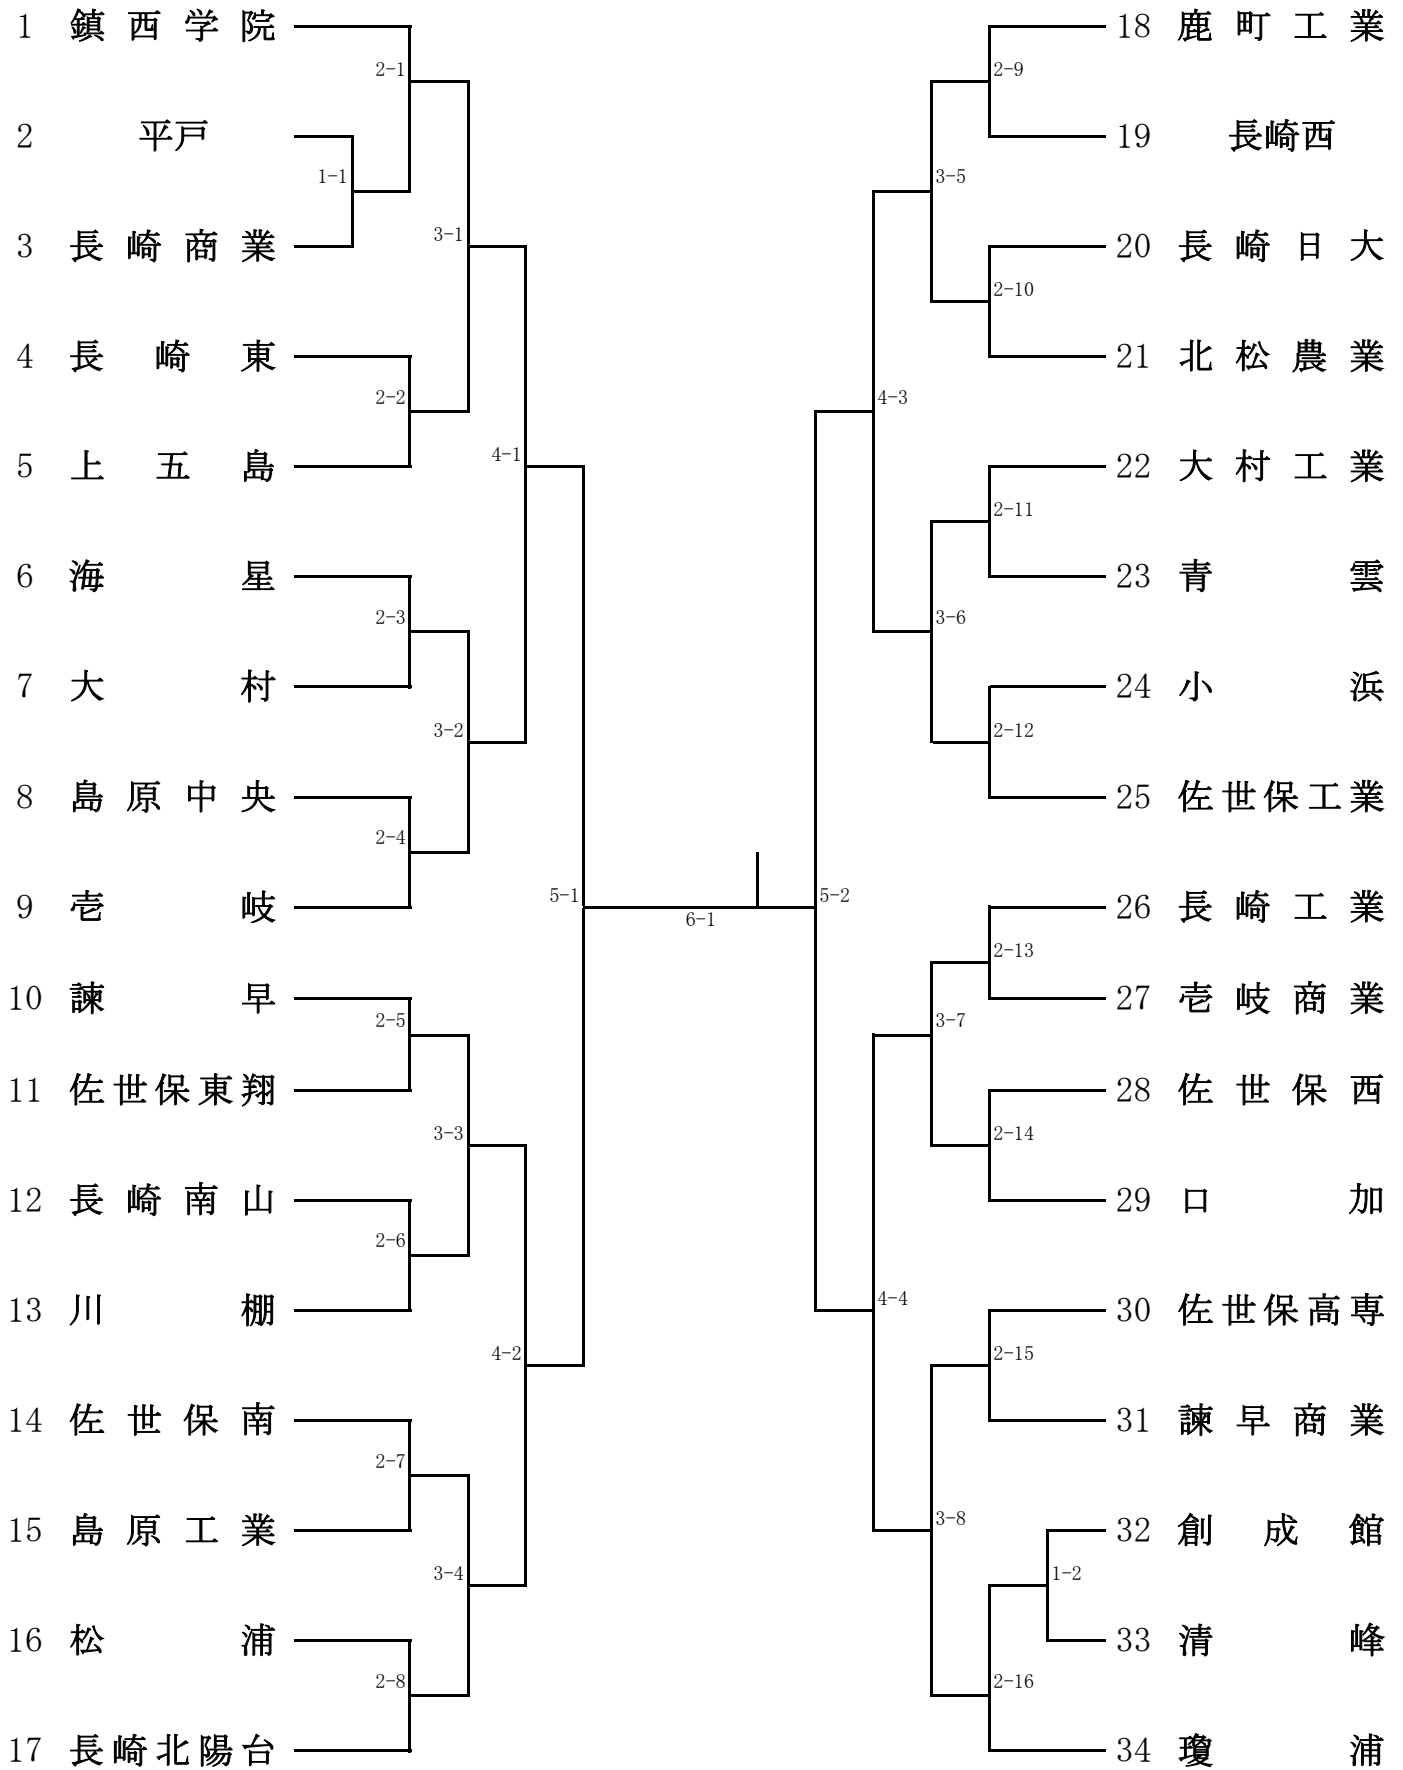 1 鎮西学院
2-1
2 平戸
1-1
3 長崎商業
3-1
4 長崎東
2-2
5 上五島
4-1
6 海星
2-3
7 大村
3-2
8 島原中央
2-4
9 壱岐
5-1
10 諫早
2-5
11 佐世保東翔
3-3
12 長崎南山
2-6
13 川棚
4-2
14 佐世保南
2-7
15 島原工業
3-4
16 松浦
2-8
17 長崎北陽台
6-1
18 鹿町工業
2-9
19 長崎西
3-5
20 長崎日大
2-10
21 北松農業
4-3
22 大村工業
2-11
23 青雲
3-6
24 小浜
2-12
25 佐世保工業
5-2
26 長崎工業
2-13
27 壱岐商業
3-7
28 佐世保西
2-14
29 口加
4-4
30 佐世保高専
2-15
31 諫早商業
3-8
32 創成館
1-2
33 清峰
2-16
34 瓊浦